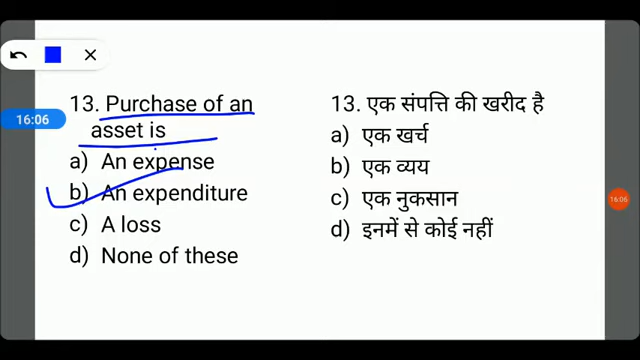 16:06
13. Purchase of an
asset is
a) An expense
b) An expenditure
c) A loss
d) None of these
13. एक संपत्ति की खरीद है
a) एक खर्च
b) एक व्यय
c) एक नुकसान
d) इनमें से कोई नहीं
16:06